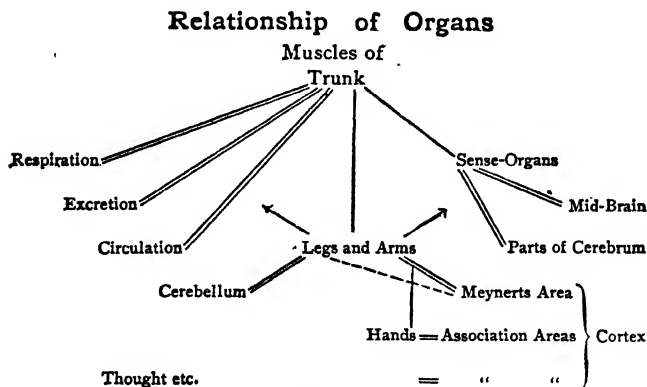 Relationship of Organs
Muscles of
Trunk
Respiration
Sense-Organs
Excretion
Mid-Brain
Circulation
Legs and Arms
Parts of Cerebrum
Cerebellum
Meynerts Area
Hands = Association Areas
Cortex
Thought etc. = “ “